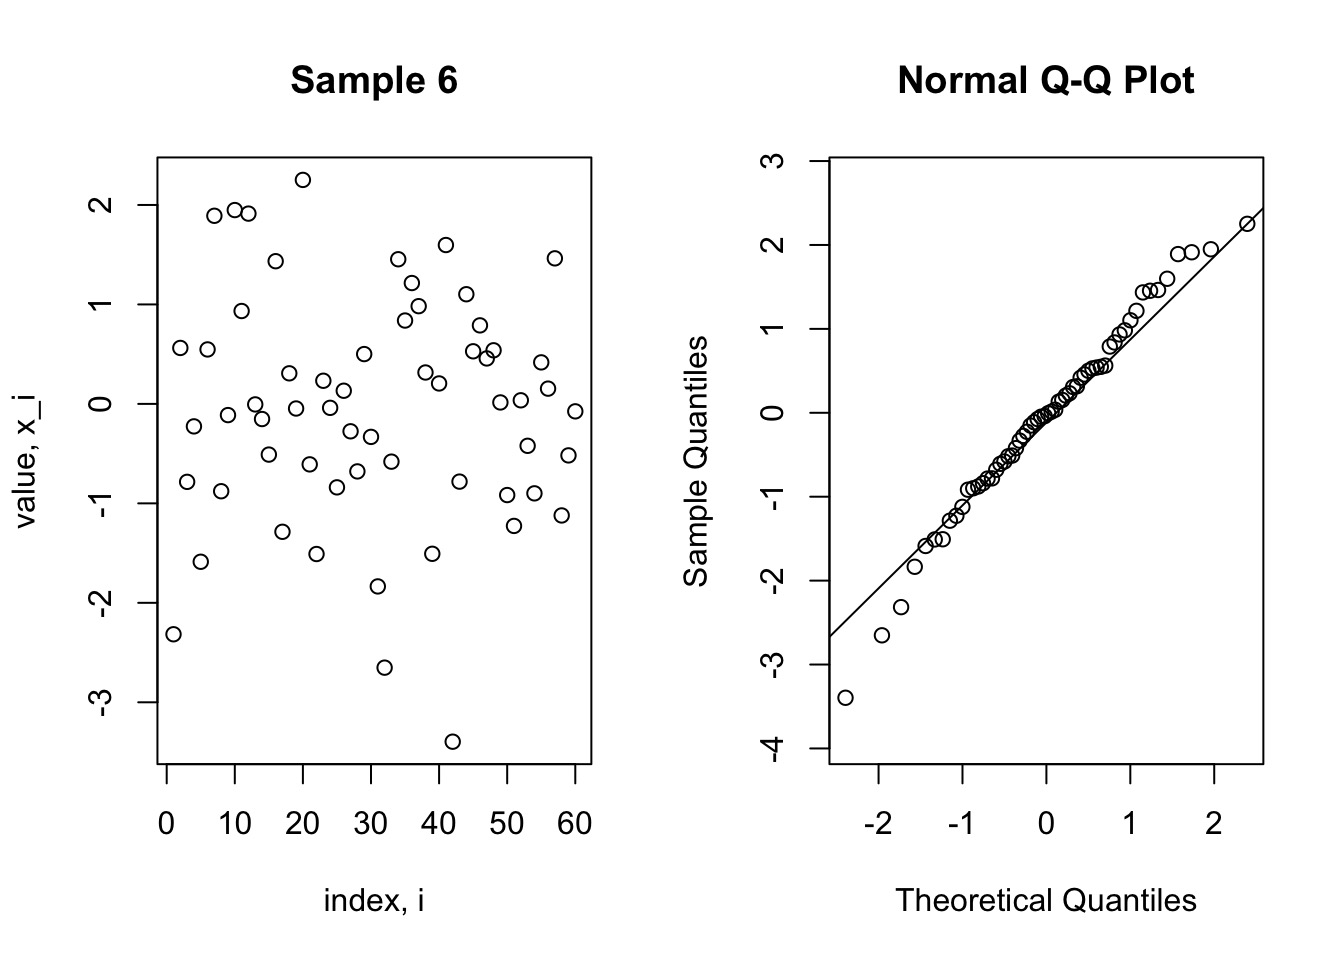 Sample 6
value, x_i
2
1
0
-1
-2
-3
0 10 20 30 40 50 60
index, i
Normal Q-Q Plot
Sample Quantiles
3
2
1
0
-1
-2
-3
-4
-2 -1 0 1 2
Theoretical Quantiles